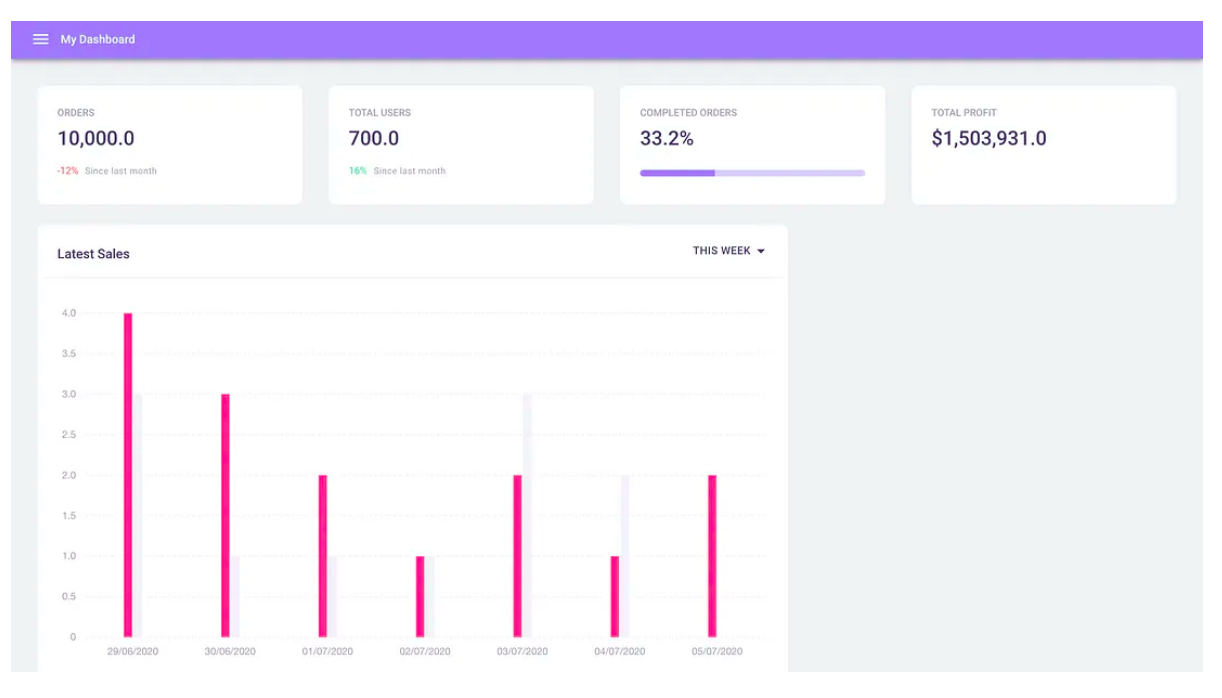 My Dashboard
ORDERS
10,000.0
-12% Since last month
TOTAL USERS
700.0
16% Since last month
COMPLETED ORDERS
33.2%
TOTAL PROFIT
$1,503,931.0
Latest Sales
THIS WEEK
4.0
3.5
3.0
2.5
2.0
1.5
1.0
0.5
0
29/06/2020 30/06/2020 01/07/2020 02/07/2020 03/07/2020 04/07/2020 05/07/2020